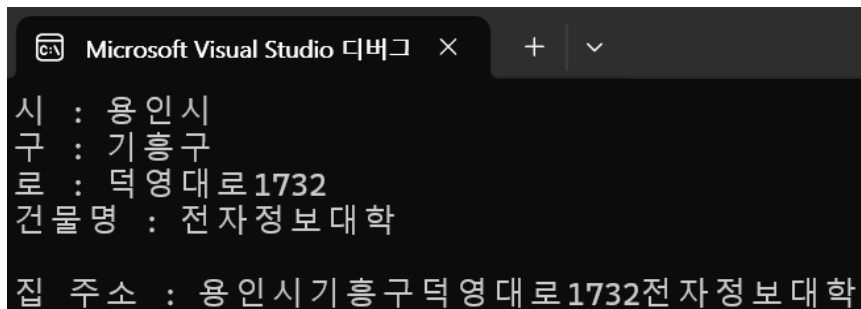 Microsoft Visual Studio 디버그
시 : 용인시
구 : 기흥구
로 : 덕영대로1732
건물명 : 전자정보대학
집 주소 : 용인시기흥구덕영대로1732전자정보대학